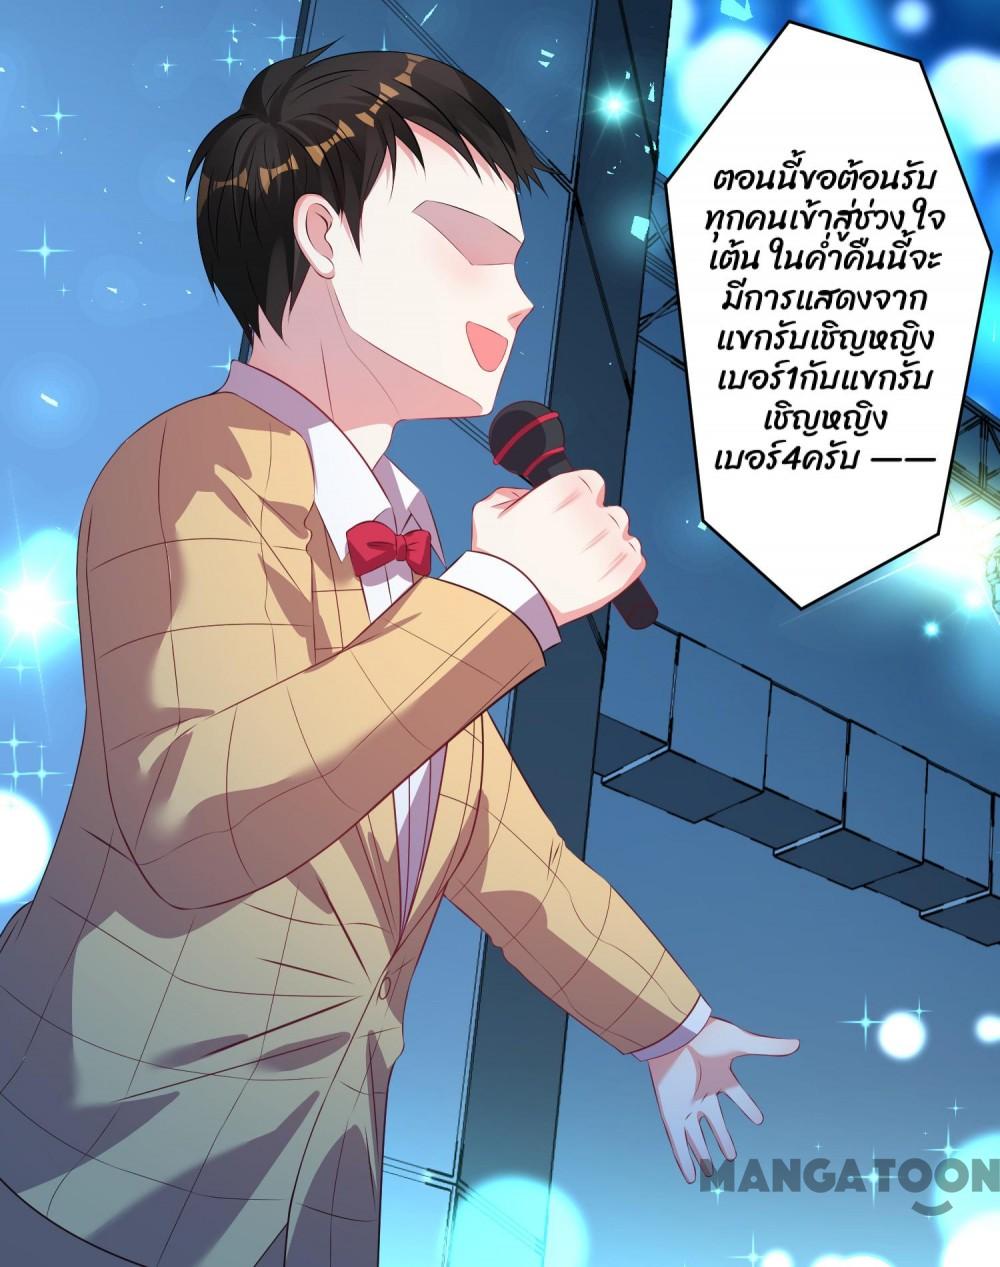 ตอนนี้ขอต้อนรับ
ทุกคนเข้าสู่ช่วง ใจ
เต้น ในค่ำคืนนี้จะ
มีการแสดงจาก
แขกรับเชิญหญิง
เบอร์1กับแขกรับ
เชิญหญิง
เบอร์4ครับ ——
MANGATOON